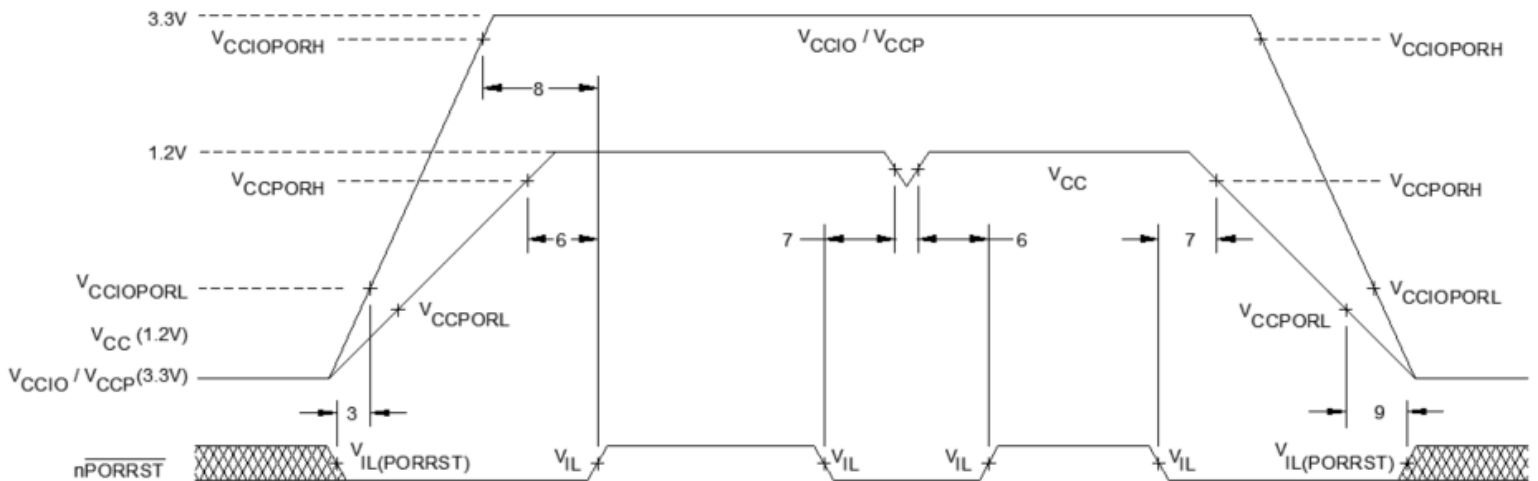 3.3V
VCCIOPORH
VCCIO / VCCP
VCCIOPORH
8
1.2V
VCCPORH
VCC
VCCPORH
6
7
6
7
VCCIOPORL
VCCPORL
VCCPORL
VCCIOPORL
VCC (1.2V)
VCCIO / VCCP(3.3V)
3
9
nPORRST
VIL(PORRST)
VIL
VIL
VIL
VIL
VIL(PORRST)